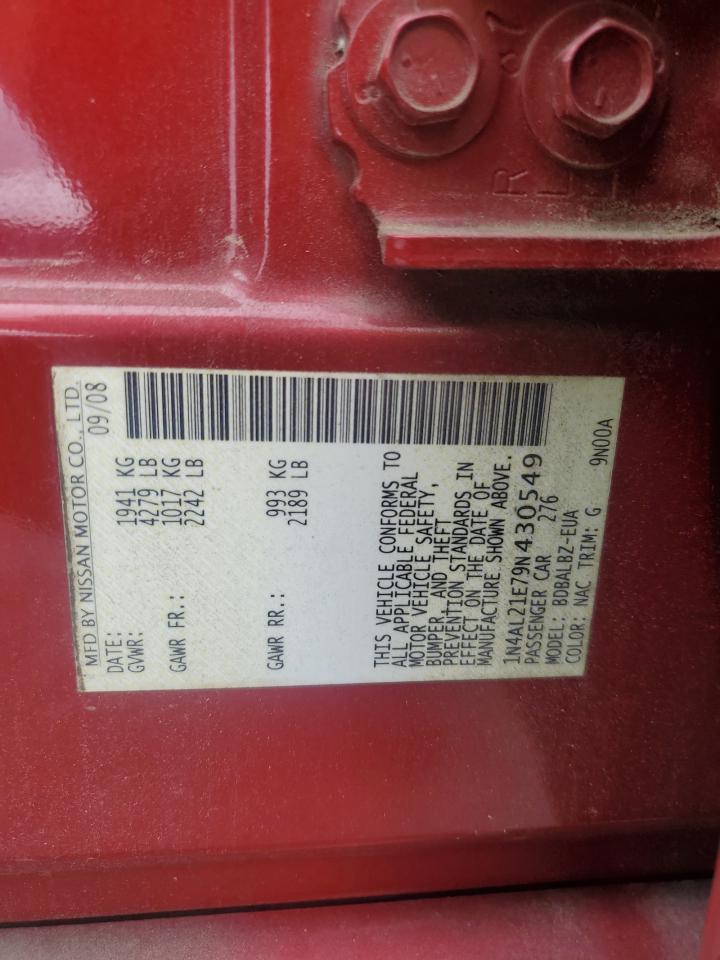 MFD BY NISSAN MOTOR CO., LTD.
DATE: 09/08
GVWR: 1941 KG
4279 LB
GAWR FR.: 1017 KG
2242 LB
GAWR RR.: 993 KG
2189 LB
THIS VEHICLE CONFORMS TO
ALL APPLICABLE FEDERAL
MOTOR VEHICLE SAFETY,
BUMPER, AND THEFT
PREVENTION STANDARDS IN
EFFECT ON THE DATE OF
MANUFACTURE SHOWN ABOVE.
1N4AL21E79N430549
PASSENGER CAR 276
MODEL: BDBALBZ-EUA
COLOR: NAC TRIM: G 9N00A
R
L